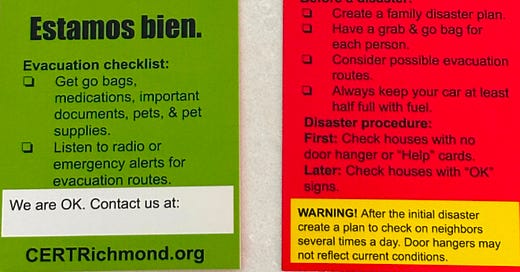 Estamos bien.
Evacuation checklist:
❑ Get go bags,
medications, important
documents, pets, & pet
supplies.
❑ Listen to radio or
emergency alerts for
evacuation routes.
We are OK. Contact us at:
CERTRichmond.org
Before a disaster:
❑ Create a family disaster plan.
❑ Have a grab & go bag for
each person.
❑ Consider possible evacuation
routes.
❑ Always keep your car at least
half full with fuel.
Disaster procedure:
First: Check houses with no
door hanger or “Help” cards.
Later: Check houses with “OK”
signs.
WARNING! After the initial disaster
create a plan to check on neighbors
several times a day. Door hangers may
not reflect current conditions.